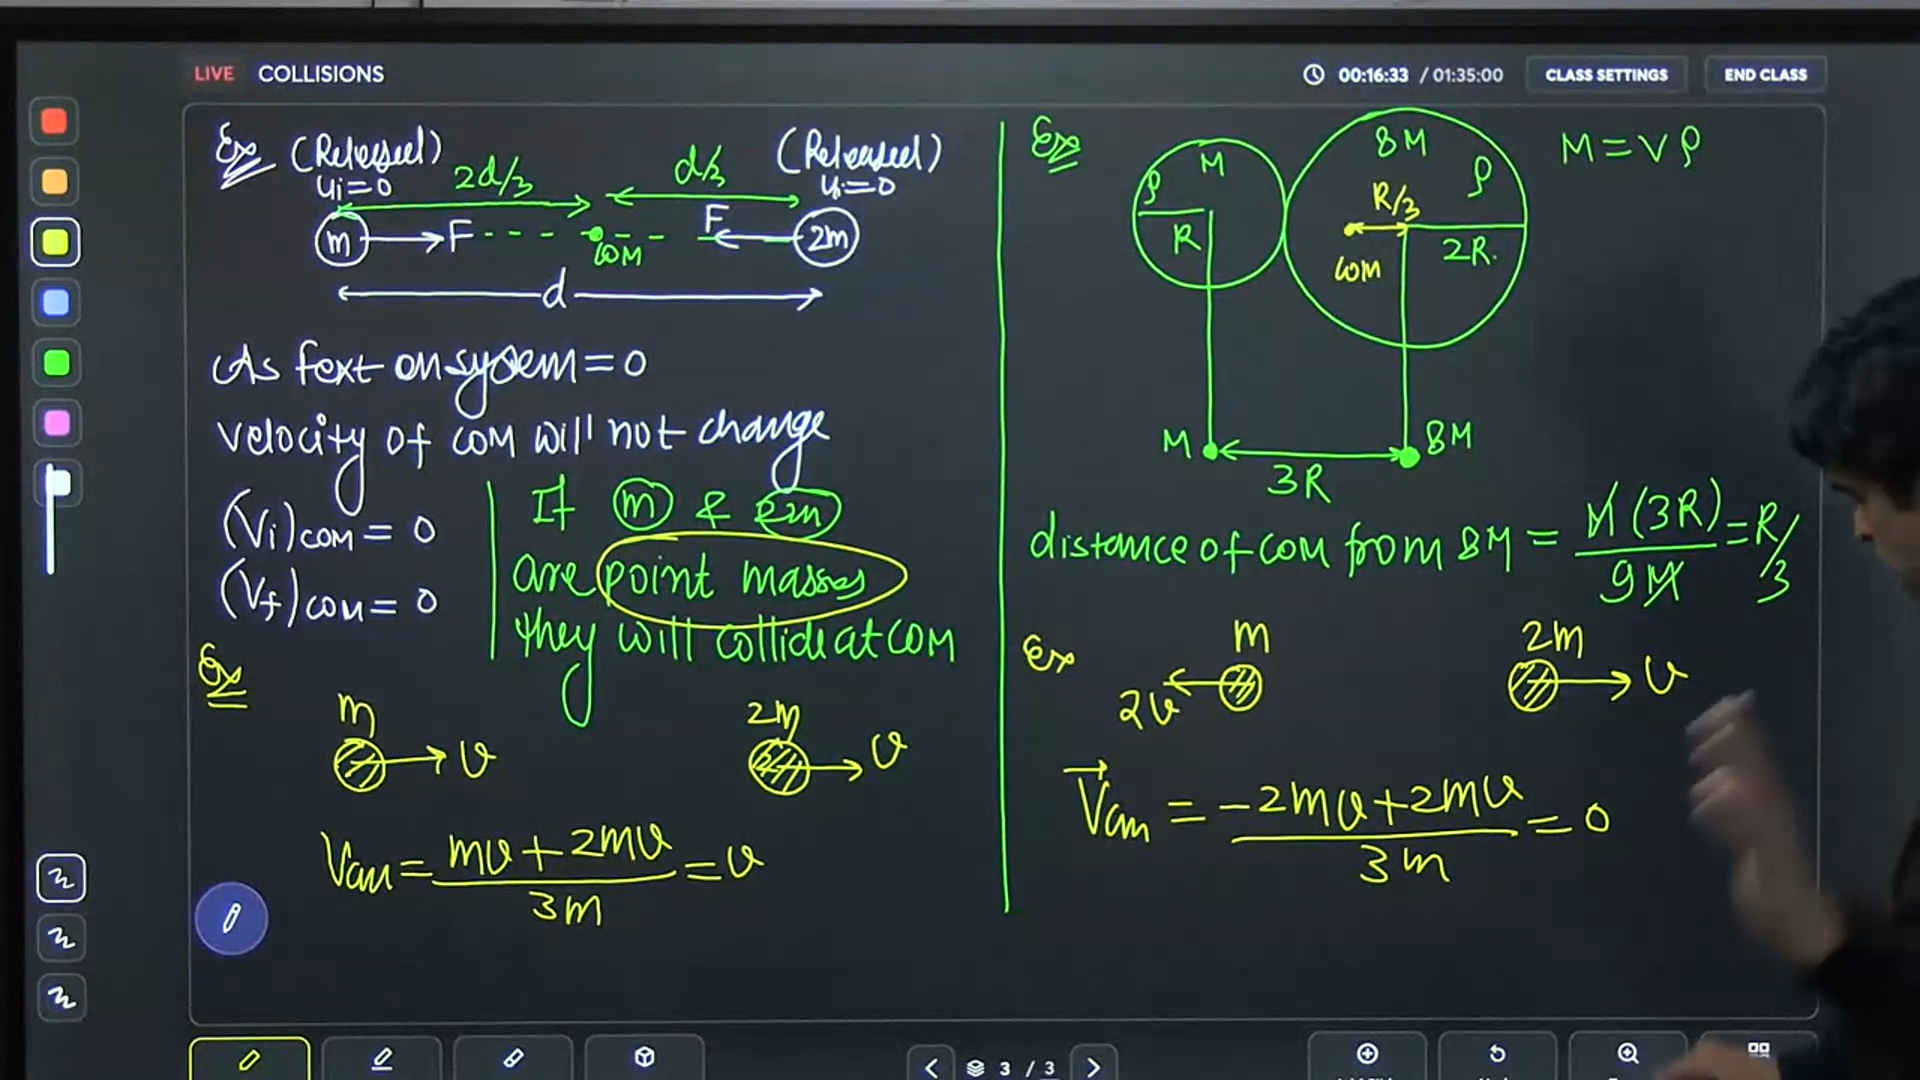 LIVE COLLISIONS
00:16:33 / 01:35:00
CLASS SETTINGS
END CLASS
Ex (Released) (Released)
2d/3 d/3
ui=0 ui=0
m F F 2m
COM
d
As fext on system=0
velocity of COM will not change
(Vi)COM = 0
(Vf)COM = 0
If m & 2m
are point masses
they will collide at COM
Ex
m 2m
v v
Vcm = mv+2mv = v
3m
Ex
M 8M M=Vρ
ρ ρ
R R/3 2R.
COM
M 8M
3R
distance of COM from 8M = M(3R) = R/3
9M
Ex m 2m
2v v
Vcm = -2mv+2mv = 0
3m
3 / 3